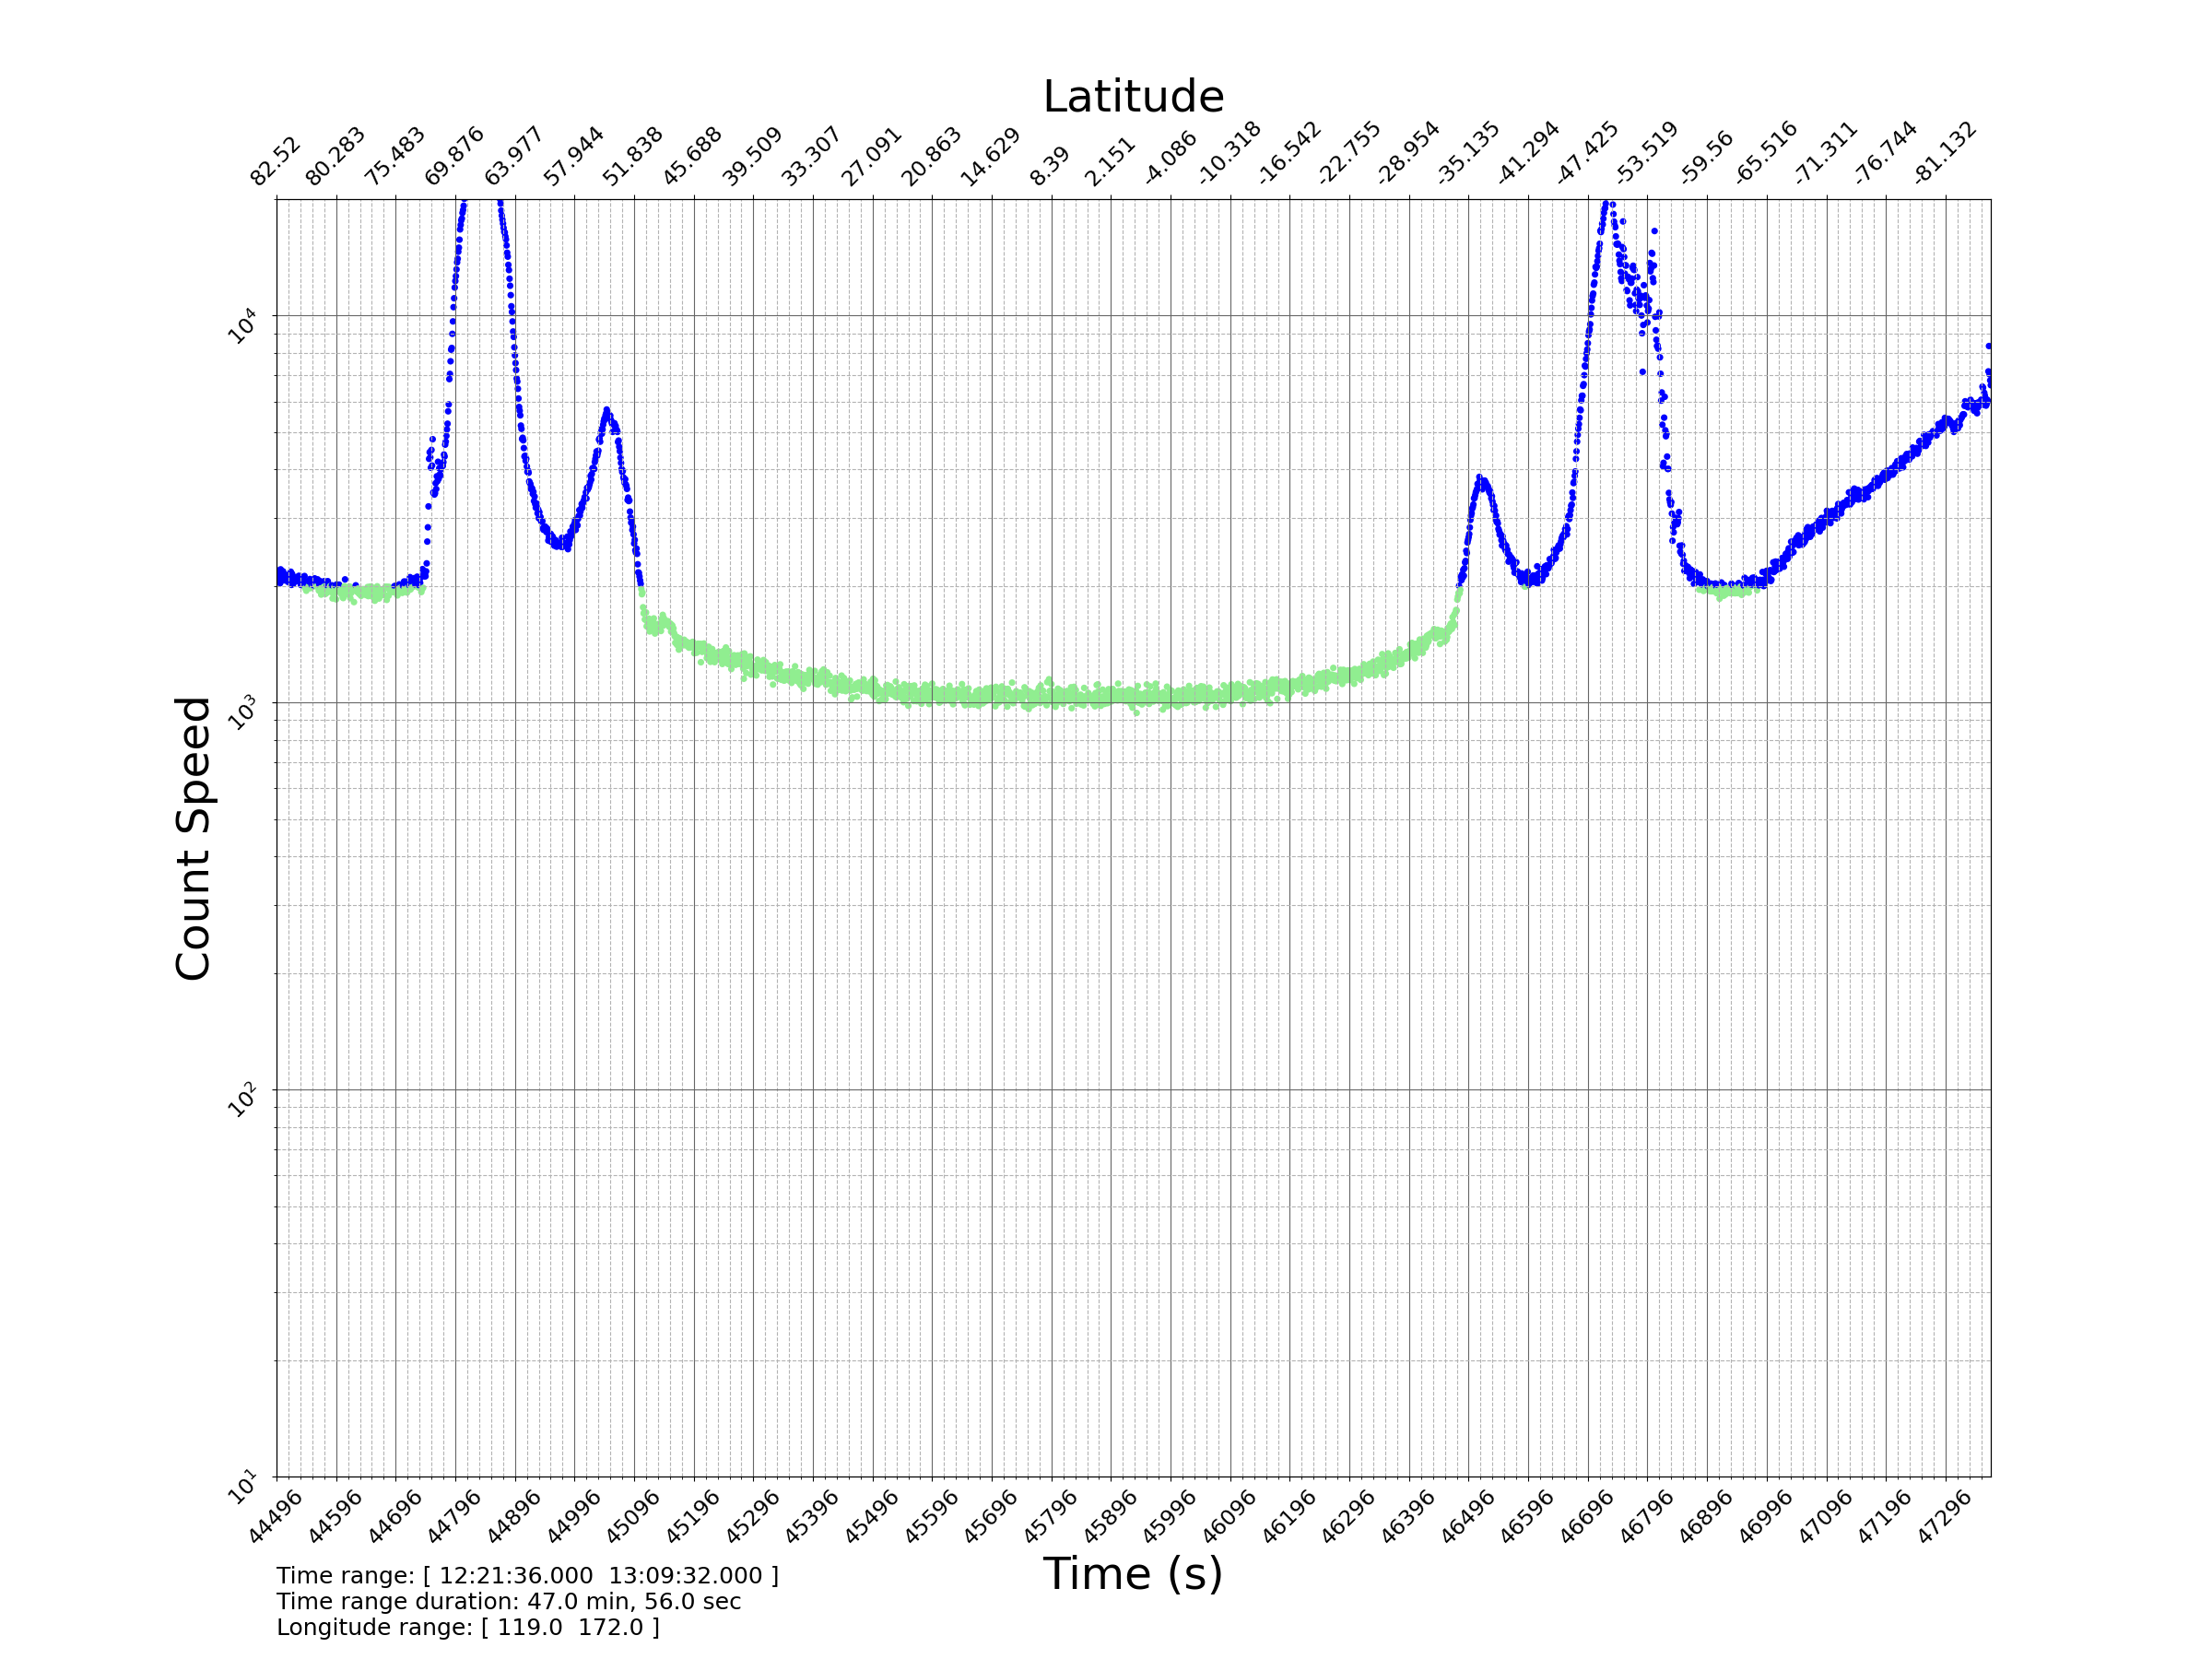 Latitude
82.52 80.283 75.483 69.876 63.977 57.944 51.838 45.688 39.509 33.307 27.091 20.863 14.629 8.39 2.151 -4.086 -10.318 -16.542 -22.755 -28.954 -35.135 -41.294 -47.425 -53.519 -59.56 -65.516 -71.311 -76.744 -81.132
10^4
10^3
Count Speed
10^2
10^1
44496 44596 44696 44796 44896 44996 45096 45196 45296 45396 45496 45596 45696 45796 45896 45996 46096 46196 46296 46396 46496 46596 46696 46796 46896 46996 47096 47196 47296
Time (s)
Time range: [ 12:21:36.000  13:09:32.000 ]
Time range duration: 47.0 min, 56.0 sec
Longitude range: [ 119.0  172.0 ]